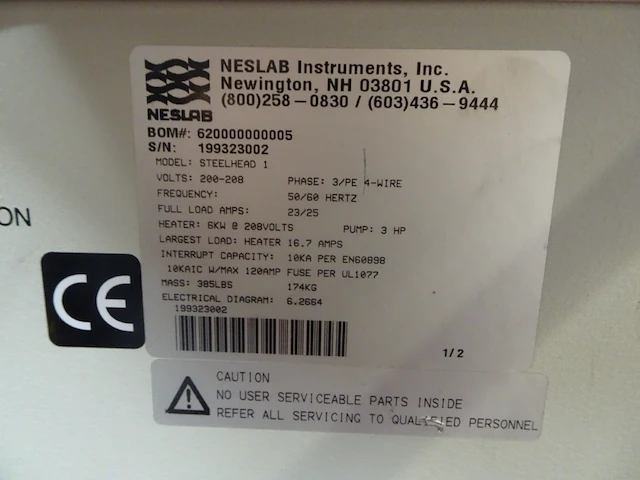 NESLAB Instruments, Inc.
Newington, NH 03801 U.S.A.
(800)258-0830 / (603)436-9444
NESLAB
BOM#: 620000000005
S/N: 199323002
MODEL: STEELHEAD 1
VOLTS: 200-208 PHASE: 3/PE 4-WIRE
FREQUENCY: 50/60 HERTZ
FULL LOAD AMPS: 23/25
HEATER: 6KW @ 208VOLTS PUMP: 3 HP
LARGEST LOAD: HEATER 16.7 AMPS
INTERRUPT CAPACITY: 10KA PER EN60898
10KAIC W/MAX 120AMP FUSE PER UL1077
MASS: 385LBS 174KG
ELECTRICAL DIAGRAM: 6.2664
199323002
1/2
ON
CE
CAUTION
NO USER SERVICEABLE PARTS INSIDE
REFER ALL SERVICING TO QUALIFIED PERSONNEL